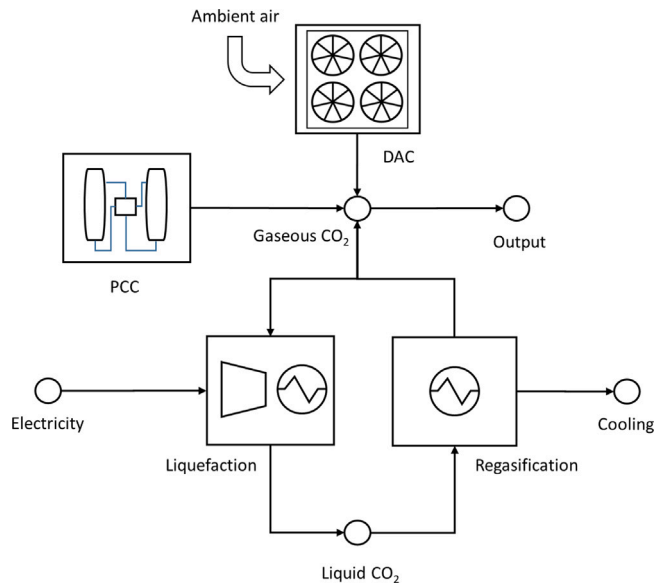 Ambient air
DAC
Gaseous CO₂
Output
PCC
Electricity
Cooling
Liquefaction
Regasification
Liquid CO₂